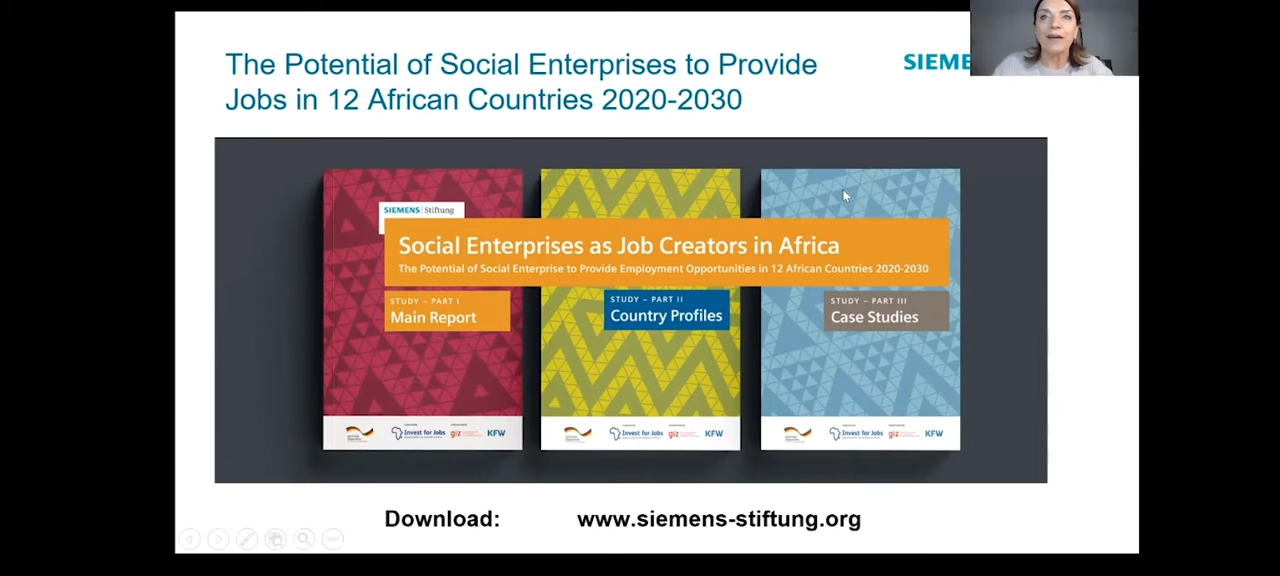 The Potential of Social Enterprises to Provide
Jobs in 12 African Countries 2020-2030
SIEME
SIEMENS | Stiftung
Social Enterprises as Job Creators in Africa
The Potential of Social Enterprise to Provide Employment Opportunities in 12 African Countries 2020-2030
STUDY – PART I
Main Report
STUDY – PART II
Country Profiles
STUDY – PART III
Case Studies
Invest for Jobs
giz
KFW
Invest for Jobs
giz
KFW
Invest for Jobs
giz
KFW
Download: www.siemens-stiftung.org